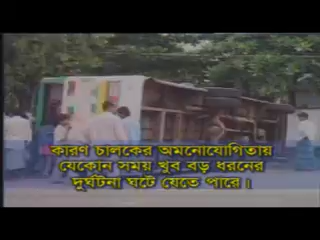 কারণ চালকের অমনোযোগিতায়
যেকোন সময় খুব বড় ধরনের
দুর্ঘটনা ঘটে যেতে পারে।